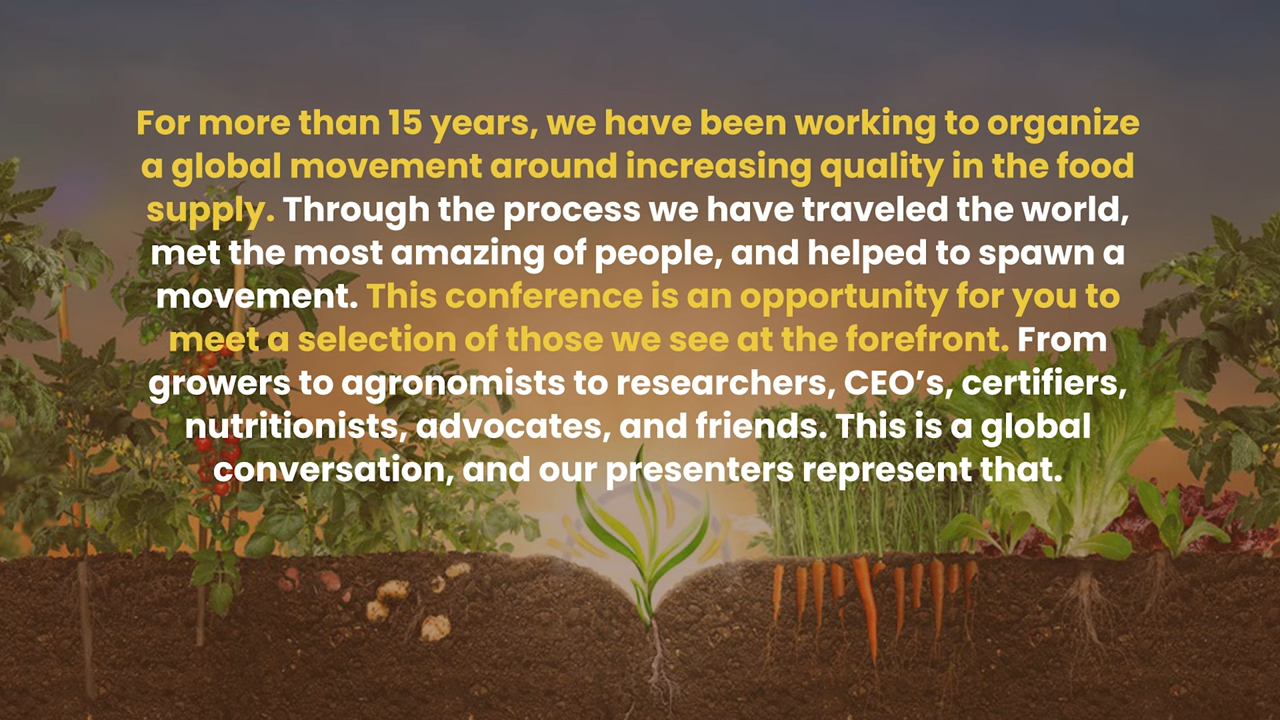 For more than 15 years, we have been working to organize
a global movement around increasing quality in the food
supply. Through the process we have traveled the world,
met the most amazing of people, and helped to spawn a
movement. This conference is an opportunity for you to
meet a selection of those we see at the forefront. From
growers to agronomists to researchers, CEO’s, certifiers,
nutritionists, advocates, and friends. This is a global
conversation, and our presenters represent that.